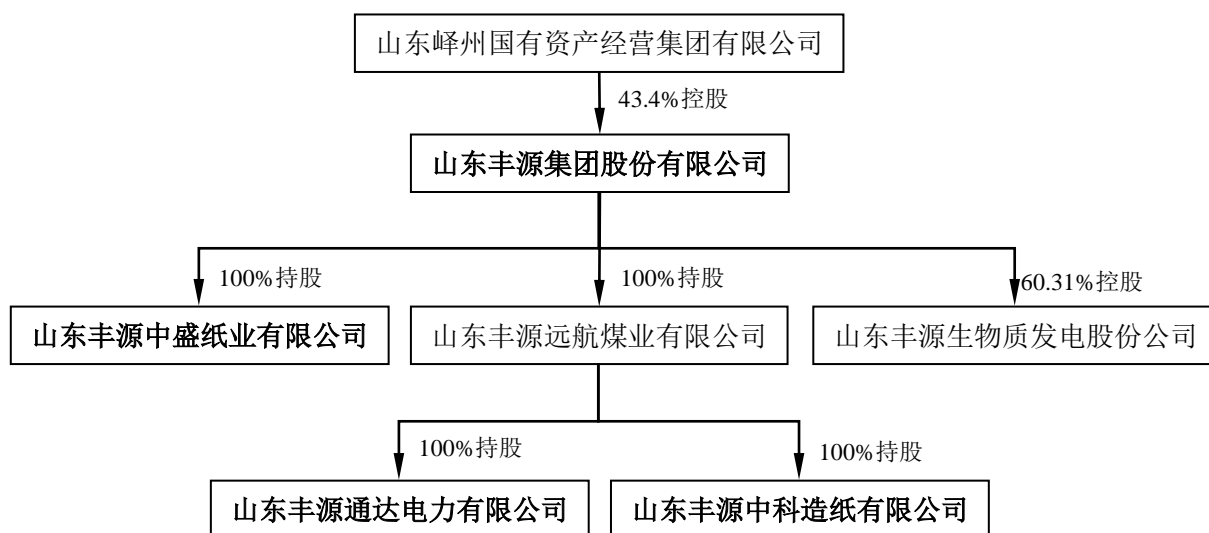 山东峄州国有资产经营集团有限公司
43.4%控股
山东丰源集团股份有限公司
100%持股
100%持股
60.31%控股
山东丰源中盛纸业有限公司
山东丰源远航煤业有限公司
山东丰源生物质发电股份公司
100%持股
100%持股
山东丰源通达电力有限公司
山东丰源中科造纸有限公司